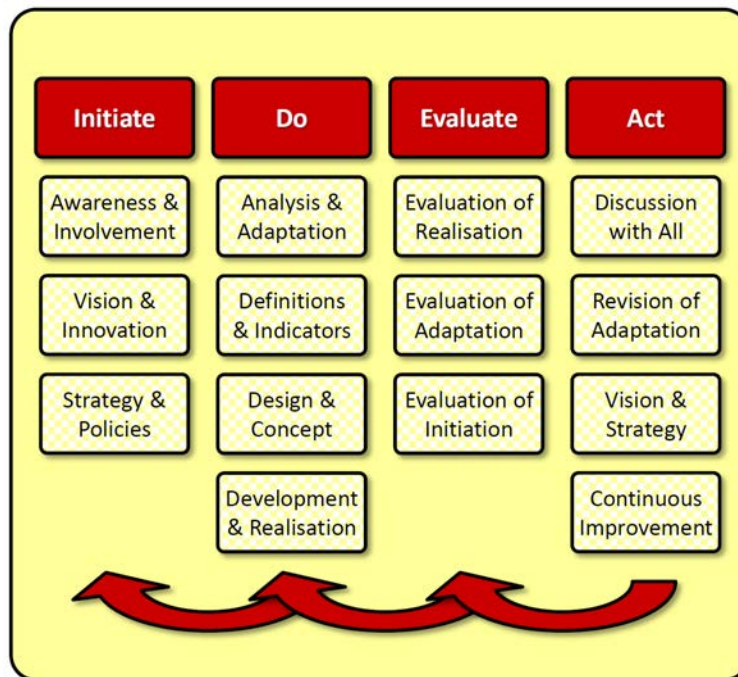 Initiate
Do
Evaluate
Act
Awareness &
Involvement
Analysis &
Adaptation
Evaluation of
Realisation
Discussion
with All
Vision &
Innovation
Definitions
& Indicators
Evaluation of
Adaptation
Revision of
Adaptation
Strategy &
Policies
Design &
Concept
Evaluation of
Initiation
Vision &
Strategy
Development
& Realisation
Continuous
Improvement